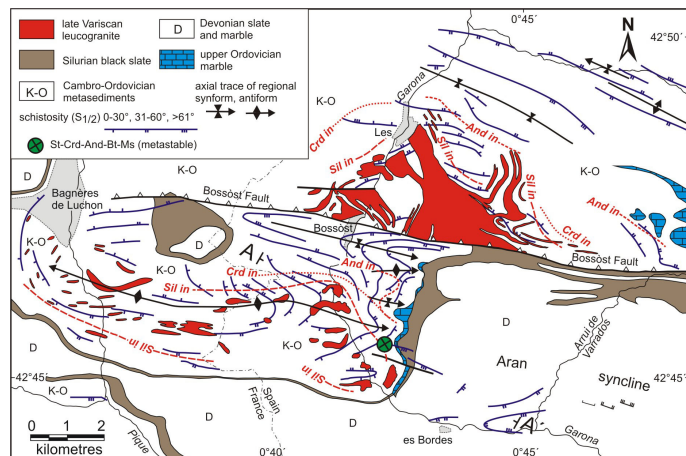 late Variscan
leucogranite
Silurian black slate
K-O
Cambro-Ordovician
metasediments
D
Devonian slate
and marble
upper Ordovician
marble
axial trace of regional
synform, antiform
schistosity (S1/2) 0-30°, 31-60°, >61°
St-Crd-And-Bt-Ms (metastable)
0°45´
N
42°50´
K-O
Garona
Les
Crd in
Sil in
And in
Sil in
K-O
Sil in
And in
Crd in
K-O
D
Bagnères
de Luchon
K-O
Bossòst Fault
Bossòst
Bossòst Fault
D
K-O
A
Crd in
And in
Sil in
K-O
D
Arrui de
Varrados
Aran
syncline
Sil in
K-O
Sil in
D
42°45´
K-O
Spain
France
D
42°45´
0 1 2
kilometres
Pique
D
0°40´
D
es Bordes
A
0°45´
Garona